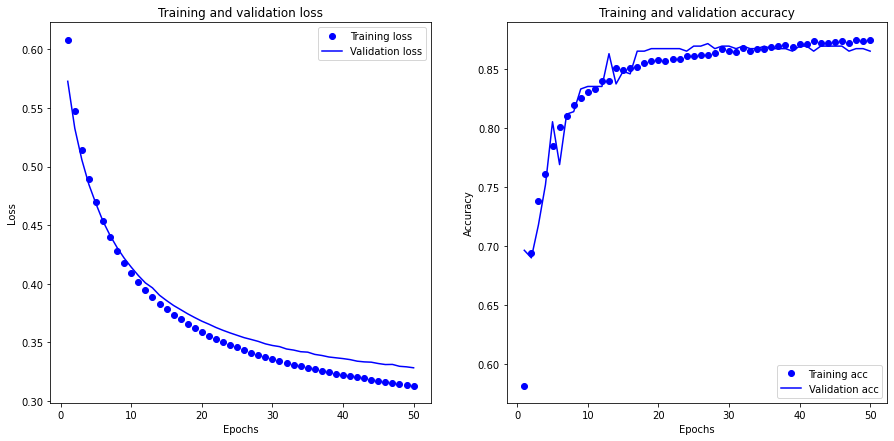 Training and validation loss
Training loss
Validation loss
0.60
0.55
0.50
0.45
0.40
0.35
0.30
Loss
0 10 20 30 40 50
Epochs
Training and validation accuracy
0.85
0.80
0.75
0.70
0.65
0.60
Accuracy
Training acc
Validation acc
0 10 20 30 40 50
Epochs